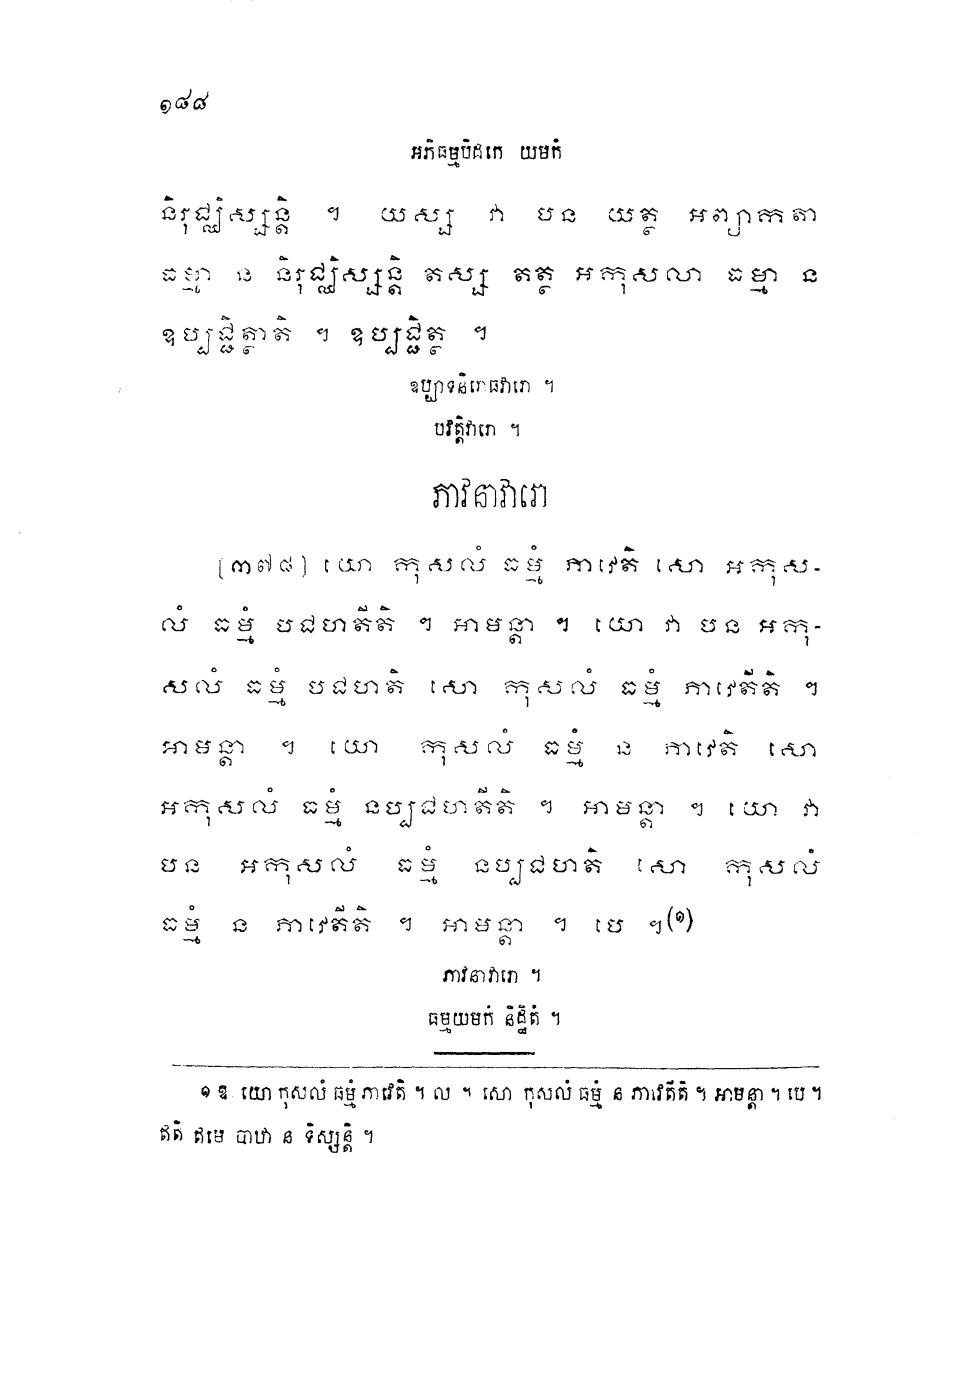 ១៨៨
អភិធម្មបិដកេ យមកំ
និរុជ្ឈិស្សន្តិ ។ យស្ស វា បន យត្ថ អព្យាកតា
ធម្មា ន និរុជ្ឈិស្សន្តិ តស្ស តត្ថ អកុសលា ធម្មា ន
ឧប្បជ្ជិត្ថាតិ ។ ឧប្បជ្ជិត្ថ ។
ឧប្បាទនិរោធវារោ ។
បវត្តិវារោ ។
ភាវនាវារោ
[៣៧៨] យោ កុសលំ ធម្មំ ភាវេតិ សោ អកុស-
លំ ធម្មំ បជហតីតិ ។ អាមន្តា ។ យោ វា បន អកុ-
សលំ ធម្មំ បជហតិ សោ កុសលំ ធម្មំ ភាវេតីតិ ។
អាមន្តា ។ យោ កុសលំ ធម្មំ ន ភាវេតិ សោ
អកុសលំ ធម្មំ នប្បជហតីតិ ។ អាមន្តា ។ យោ វា
បន អកុសលំ ធម្មំ នប្បជហតិ សោ កុសលំ
ធម្មំ ន ភាវេតីតិ ។ អាមន្តា ។ បេ ។(១)
ភាវនាវារោ ។
ធម្មយមកំ និដ្ឋិតំ ។
១ ឱ. យោ កុសលំ ធម្មំ ភាវេតិ ។ ល ។ សោ កុសលំ ធម្មំ ន ភាវេតីតិ ។ អាមន្តា ។ បេ ។
ឥតិ ឥមេ បាឋា ន ទិស្សន្តិ ។